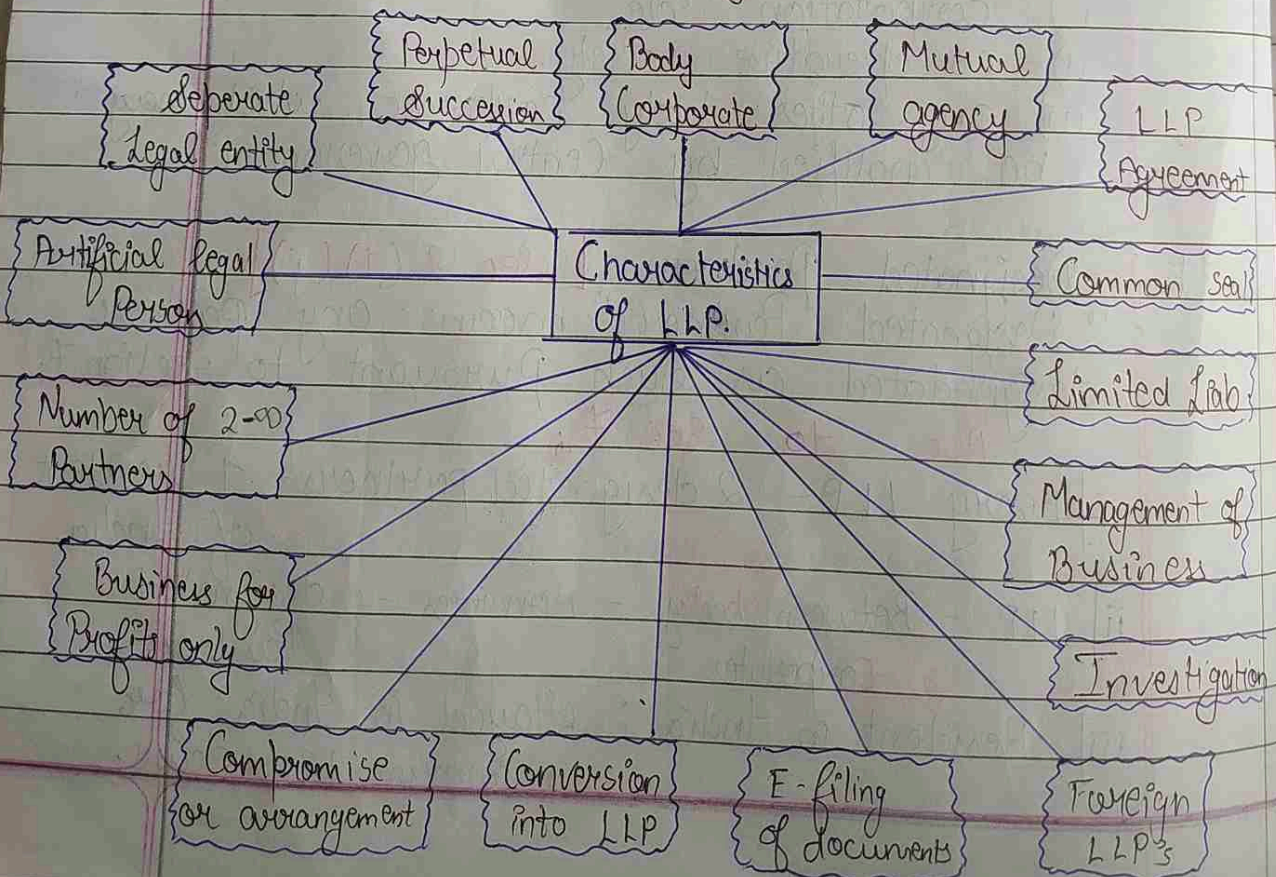 Perpetual
Succession
Body
Corporate
Mutual
agency
Seperate
Legal entity
LLP
Agreement
Artificial legal
Person
Characteristics
of LLP.
Common seal
Limited Liab.
Number of 2-∞
Partners
Management of
Business
Business for
Profits only
Investigation
Compromise
or arrangement
Conversion
into LLP
E-filing
of documents
Foreign
LLP's